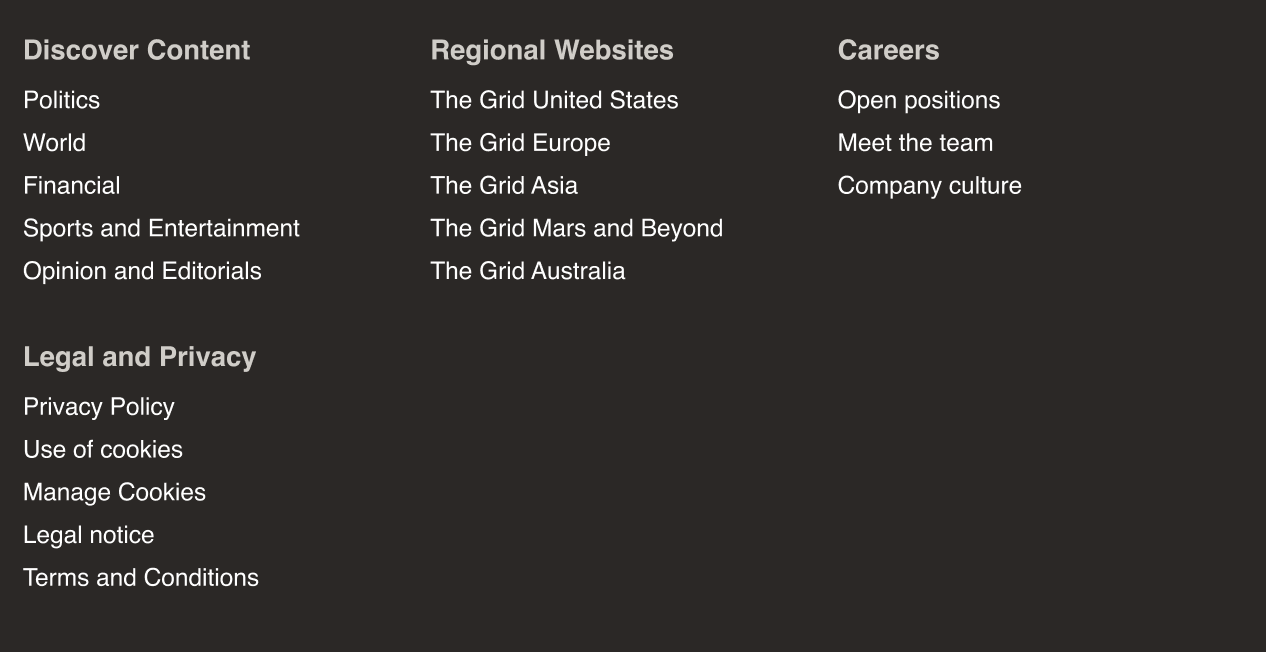 Discover Content
Politics
World
Financial
Sports and Entertainment
Opinion and Editorials
Regional Websites
The Grid United States
The Grid Europe
The Grid Asia
The Grid Mars and Beyond
The Grid Australia
Careers
Open positions
Meet the team
Company culture
Legal and Privacy
Privacy Policy
Use of cookies
Manage Cookies
Legal notice
Terms and Conditions